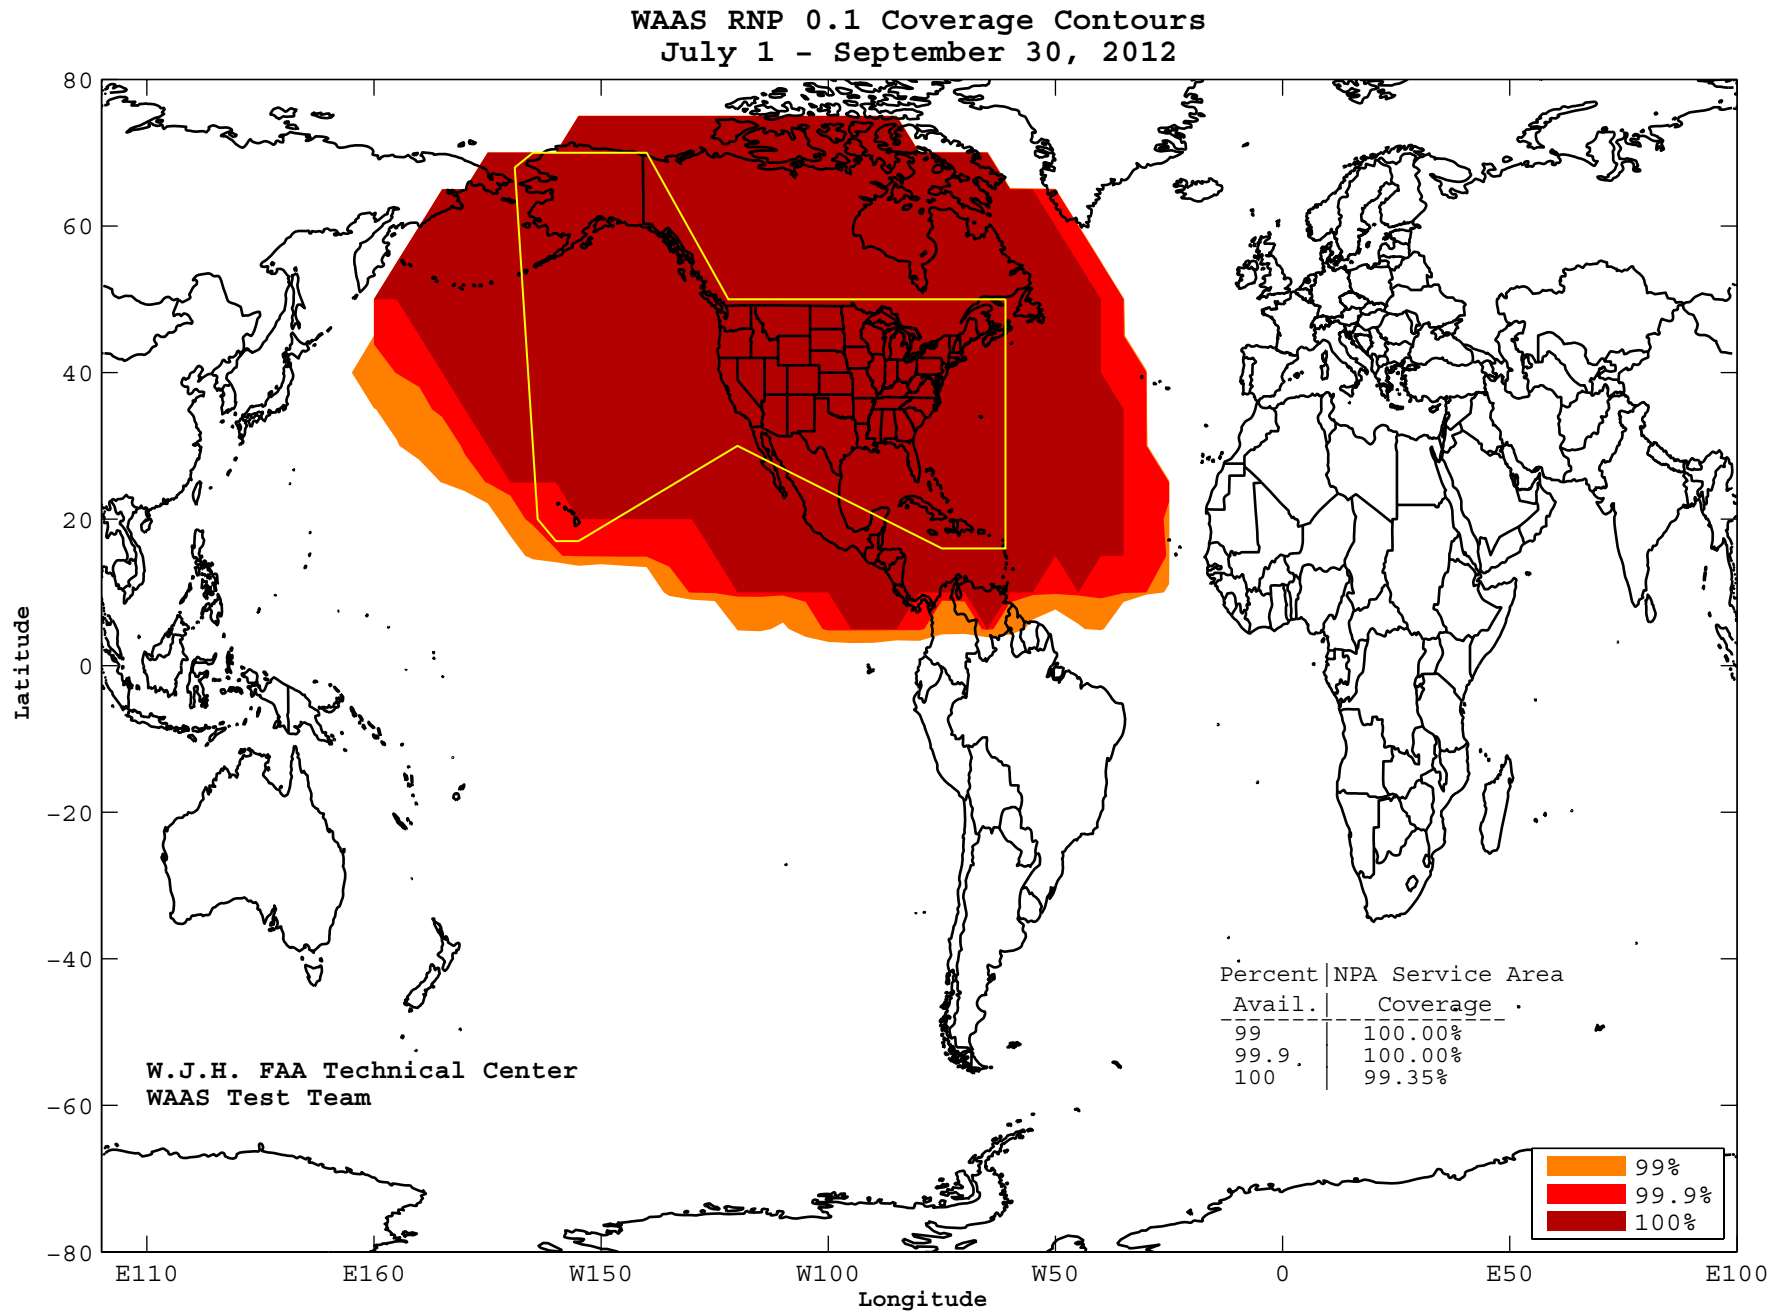 WAAS RNP 0.1 Coverage Contours
July 1 - September 30, 2012
80
60
40
20
0
-20
-40
-60
-80
Latitude
Percent|NPA Service Area
Avail.| Coverage
99 | 100.00%
99.9 | 100.00%
100 | 99.35%
W.J.H. FAA Technical Center
WAAS Test Team
99%
99.9%
100%
E110 E160 W150 W100 W50 0 E50 E100
Longitude